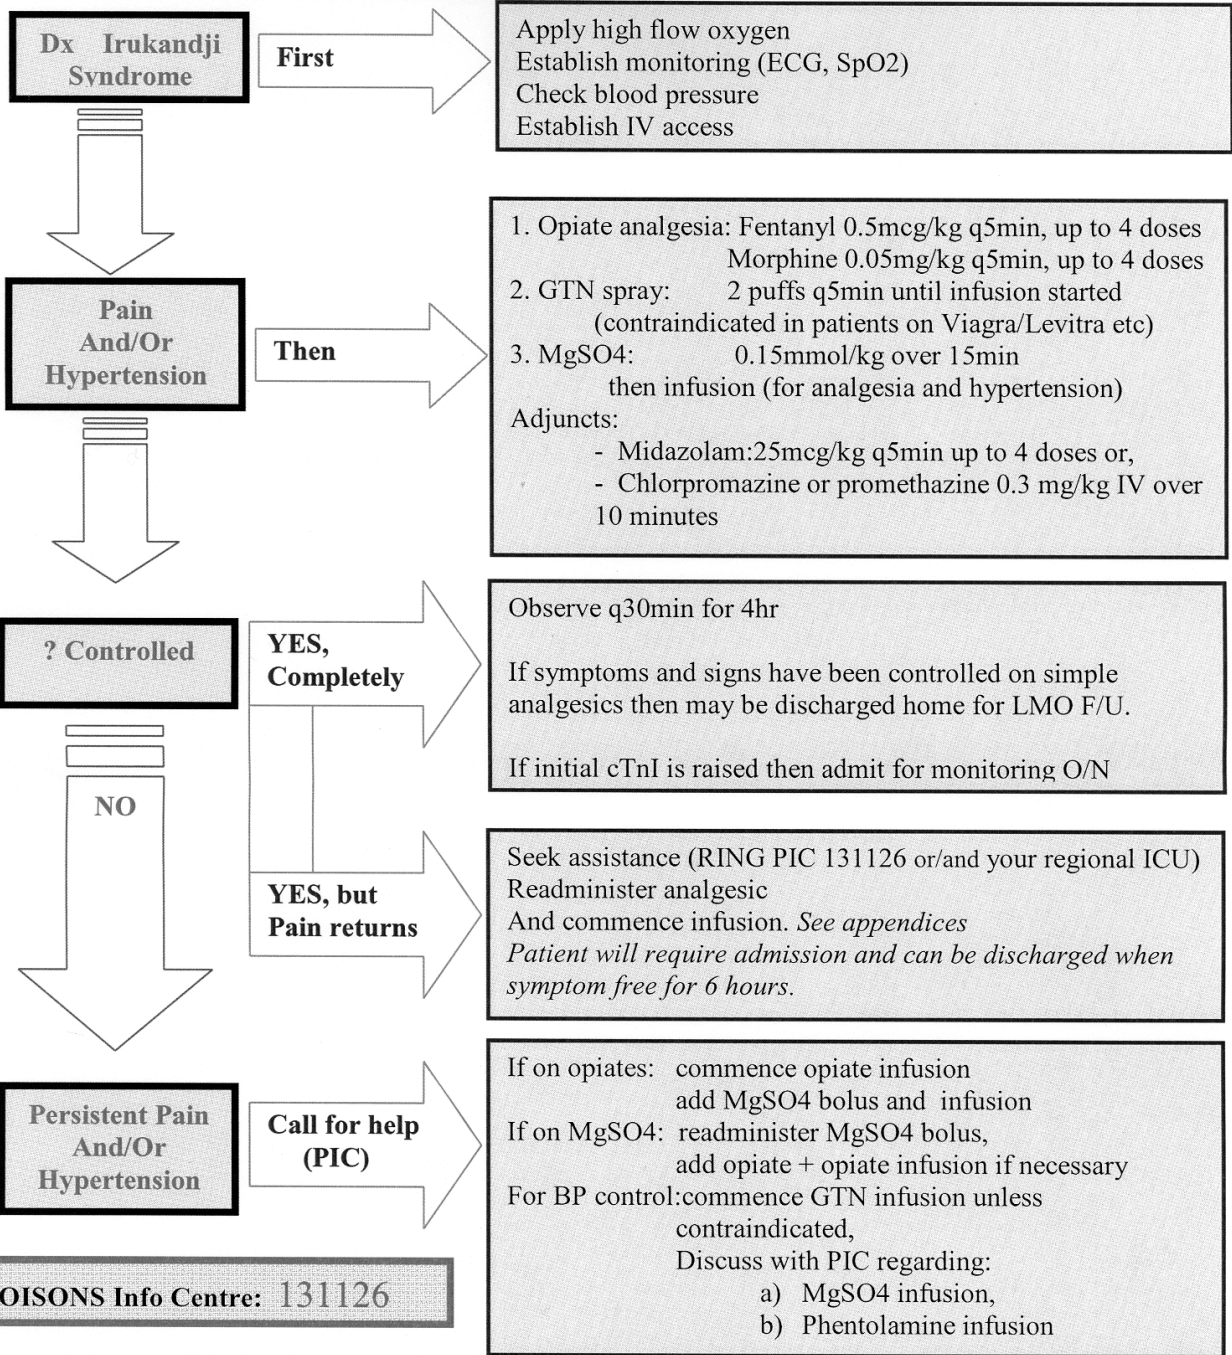 Dx Irukandji
Syndrome
First
Apply high flow oxygen
Establish monitoring (ECG, SpO2)
Check blood pressure
Establish IV access
Pain
And/Or
Hypertension
Then
1. Opiate analgesia: Fentanyl 0.5mcg/kg q5min, up to 4 doses
Morphine 0.05mg/kg q5min, up to 4 doses
2. GTN spray: 2 puffs q5min until infusion started
(contraindicated in patients on Viagra/Levitra etc)
3. MgSO4: 0.15mmol/kg over 15min
then infusion (for analgesia and hypertension)
Adjuncts:
- Midazolam:25mcg/kg q5min up to 4 doses or,
- Chlorpromazine or promethazine 0.3 mg/kg IV over
10 minutes
? Controlled
YES,
Completely
Observe q30min for 4hr
If symptoms and signs have been controlled on simple
analgesics then may be discharged home for LMO F/U.
If initial cTnI is raised then admit for monitoring O/N
NO
YES, but
Pain returns
Seek assistance (RING PIC 131126 or/and your regional ICU)
Readminister analgesic
And commence infusion. See appendices
Patient will require admission and can be discharged when
symptom free for 6 hours.
Persistent Pain
And/Or
Hypertension
Call for help
(PIC)
If on opiates: commence opiate infusion
add MgSO4 bolus and infusion
If on MgSO4: readminister MgSO4 bolus,
add opiate + opiate infusion if necessary
For BP control:commence GTN infusion unless
contraindicated,
Discuss with PIC regarding:
a) MgSO4 infusion,
b) Phentolamine infusion
OISONS Info Centre: 131126